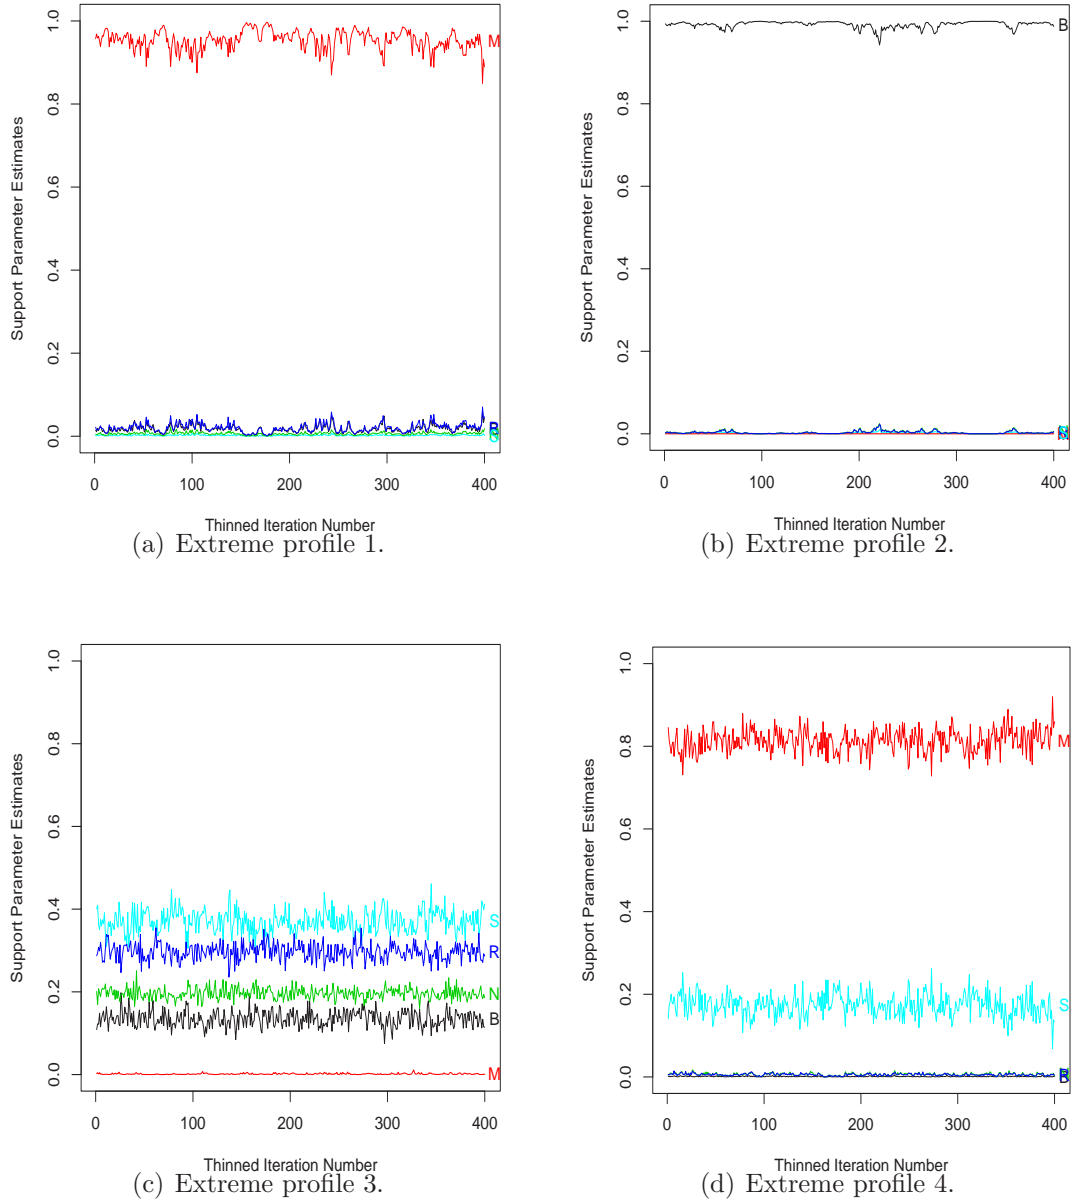 1.0
0.8
0.6
0.4
0.2
0.0
Support Parameter Estimates
M
B
0 100 200 300 400
Thinned Iteration Number
(a) Extreme profile 1.
1.0
0.8
0.6
0.4
0.2
0.0
Support Parameter Estimates
B
0 100 200 300 400
Thinned Iteration Number
(b) Extreme profile 2.
1.0
0.8
0.6
0.4
0.2
0.0
Support Parameter Estimates
S
R
N
B
M
0 100 200 300 400
Thinned Iteration Number
(c) Extreme profile 3.
1.0
0.8
0.6
0.4
0.2
0.0
Support Parameter Estimates
M
S
B
0 100 200 300 400
Thinned Iteration Number
(d) Extreme profile 4.